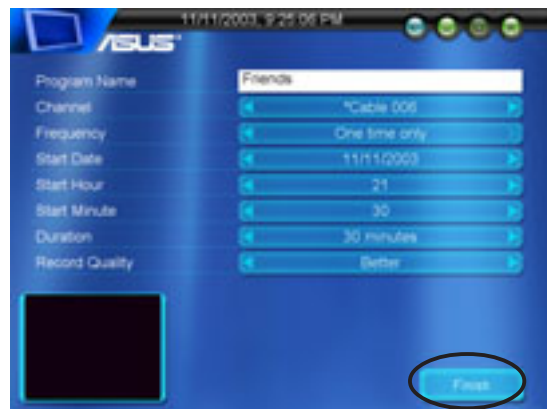 11/11/2003, 9:25:06 PM
ASUS
Program Name Friends
Channel *Cable 006
Frequency One time only
Start Date 11/11/2003
Start Hour 21
Start Minute 30
Duration 30 minutes
Record Quality Better
Finish